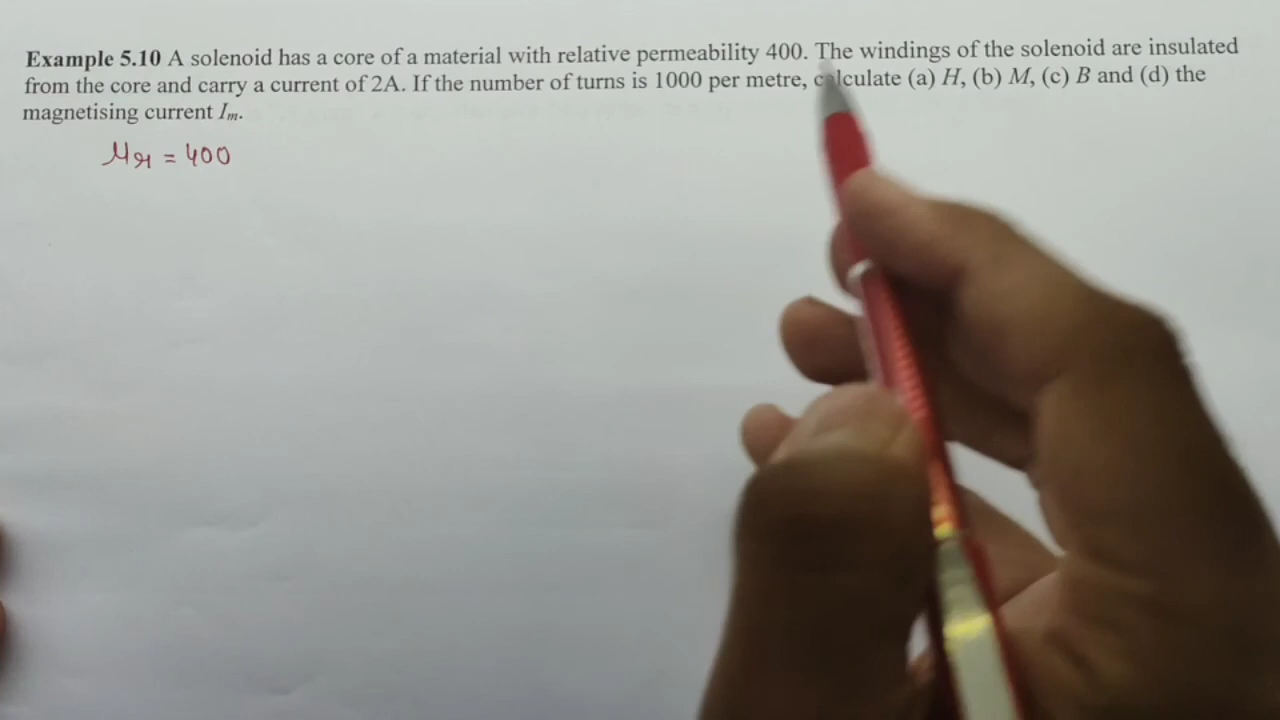 Example 5.10 A solenoid has a core of a material with relative permeability 400. The windings of the solenoid are insulated
from the core and carry a current of 2A. If the number of turns is 1000 per metre, calculate (a) H, (b) M, (c) B and (d) the
magnetising current Iₘ.
μr = 400